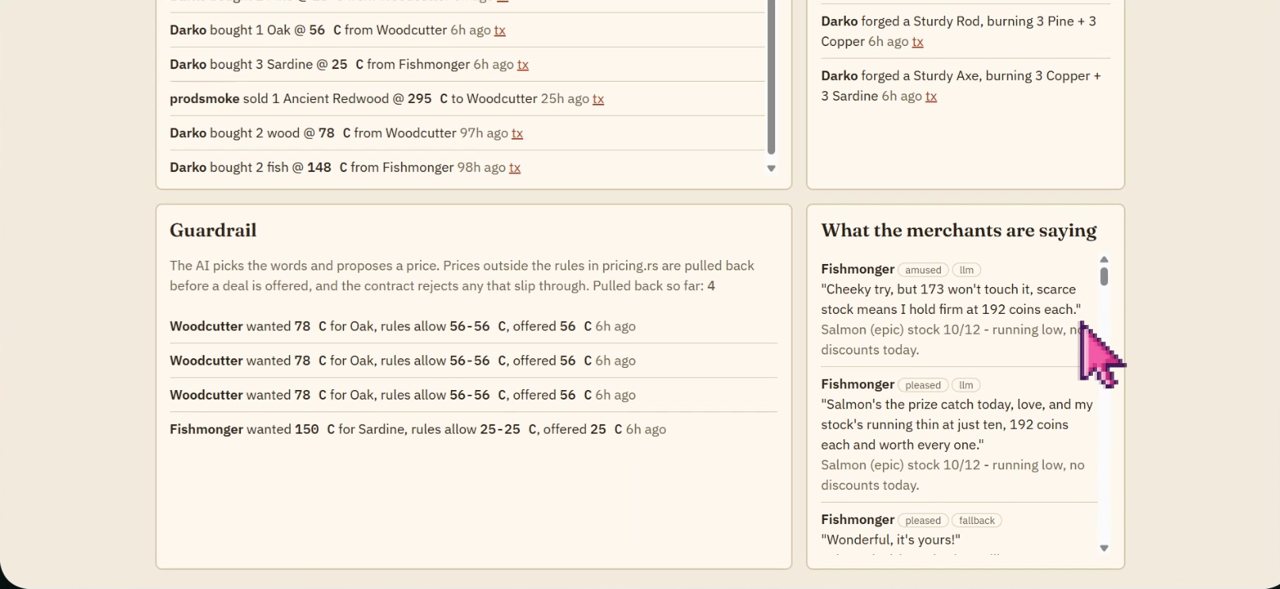 Darko bought 1 Oak @ 56 C from Woodcutter 6h ago tx
Darko bought 3 Sardine @ 25 C from Fishmonger 6h ago tx
prodsmoke sold 1 Ancient Redwood @ 295 C to Woodcutter 25h ago tx
Darko bought 2 wood @ 78 C from Woodcutter 97h ago tx
Darko bought 2 fish @ 148 C from Fishmonger 98h ago tx
Darko forged a Sturdy Rod, burning 3 Pine + 3
Copper 6h ago tx
Darko forged a Sturdy Axe, burning 3 Copper +
3 Sardine 6h ago tx
Guardrail
The AI picks the words and proposes a price. Prices outside the rules in pricing.rs are pulled back
before a deal is offered, and the contract rejects any that slip through. Pulled back so far: 4
Woodcutter wanted 78 C for Oak, rules allow 56-56 C, offered 56 C 6h ago
Woodcutter wanted 78 C for Oak, rules allow 56-56 C, offered 56 C 6h ago
Woodcutter wanted 78 C for Oak, rules allow 56-56 C, offered 56 C 6h ago
Fishmonger wanted 150 C for Sardine, rules allow 25-25 C, offered 25 C 6h ago
What the merchants are saying
Fishmonger amused llm
"Cheeky try, but 173 won't touch it, scarce
stock means I hold firm at 192 coins each."
Salmon (epic) stock 10/12 - running low, no
discounts today.
Fishmonger pleased llm
"Salmon's the prize catch today, love, and my
stock's running thin at just ten, 192 coins
each and worth every one."
Salmon (epic) stock 10/12 - running low, no
discounts today.
Fishmonger pleased fallback
"Wonderful, it's yours!"